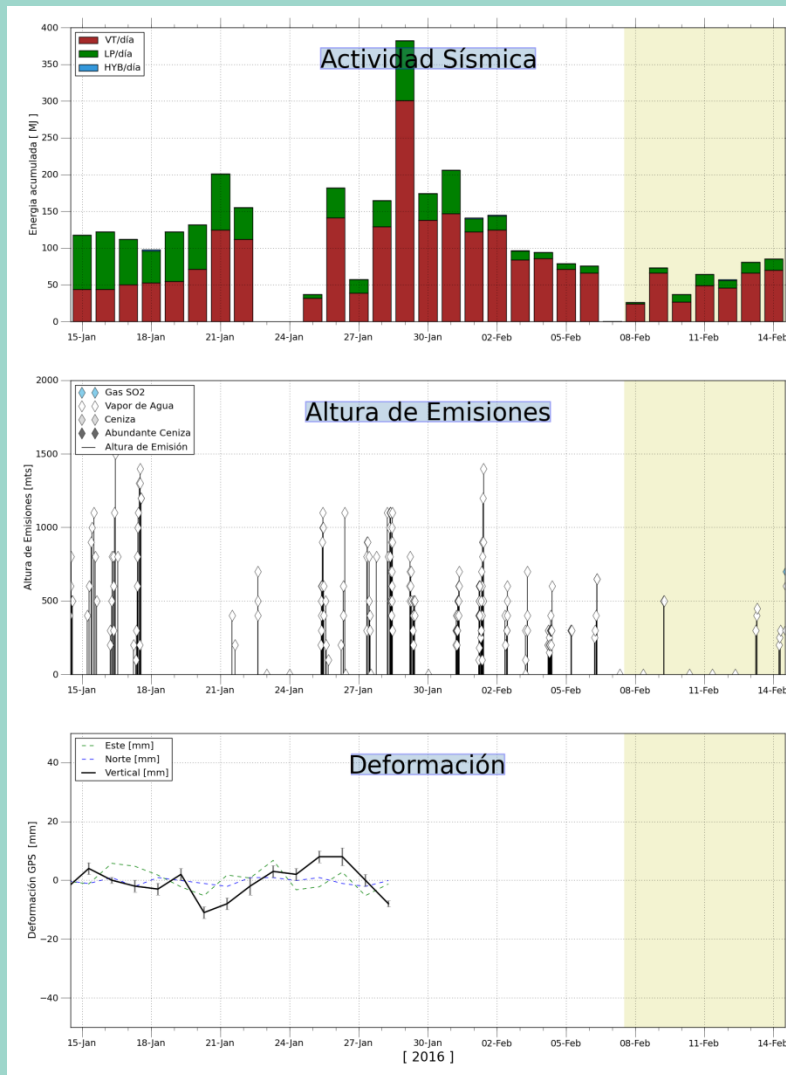 Actividad Sísmica
VT/día
LP/día
HYB/día
Energia acumulada [ MJ ]
400
350
300
250
200
150
100
50
0
15-Jan 18-Jan 21-Jan 24-Jan 27-Jan 30-Jan 02-Feb 05-Feb 08-Feb 11-Feb 14-Feb
Altura de Emisiones
Gas SO2
Vapor de Agua
Ceniza
Abundante Ceniza
Altura de Emisión
Altura de Emisiones [mts]
2000
1500
1000
500
0
15-Jan 18-Jan 21-Jan 24-Jan 27-Jan 30-Jan 02-Feb 05-Feb 08-Feb 11-Feb 14-Feb
Deformación
Este [mm]
Norte [mm]
Vertical [mm]
Deformación GPS [mm]
40
20
0
−20
−40
15-Jan 18-Jan 21-Jan 24-Jan 27-Jan 30-Jan 02-Feb 05-Feb 08-Feb 11-Feb 14-Feb
[ 2016 ]